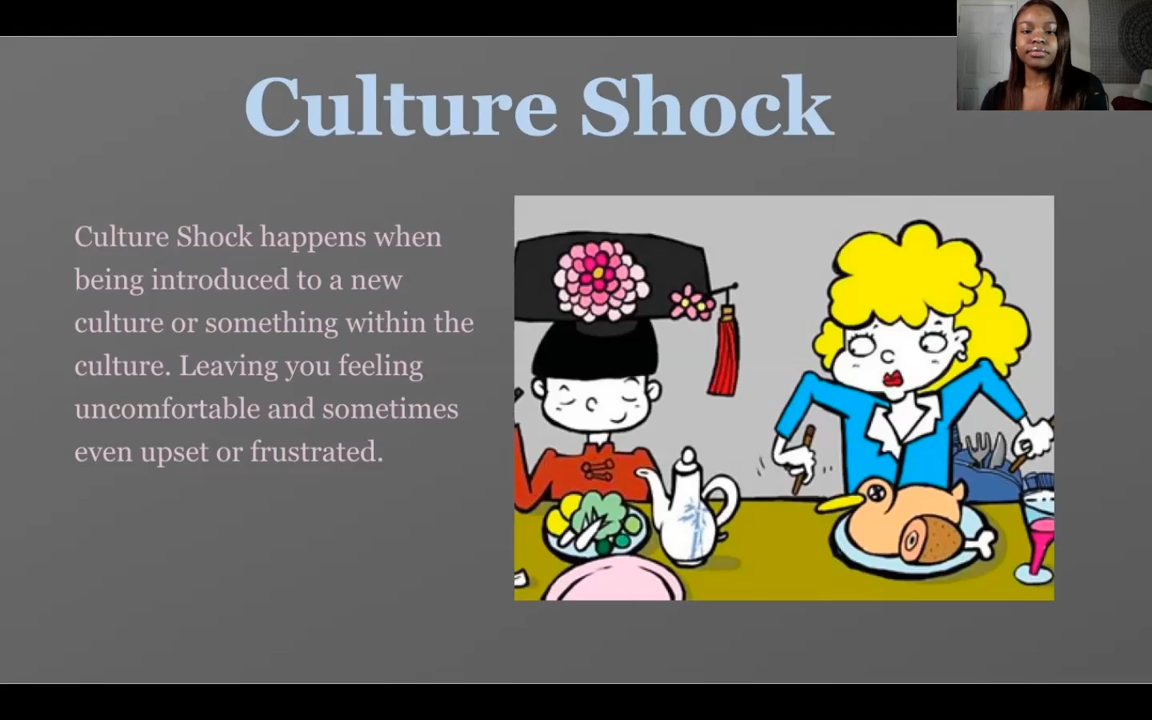 Culture Shock
Culture Shock happens when
being introduced to a new
culture or something within the
culture. Leaving you feeling
uncomfortable and sometimes
even upset or frustrated.